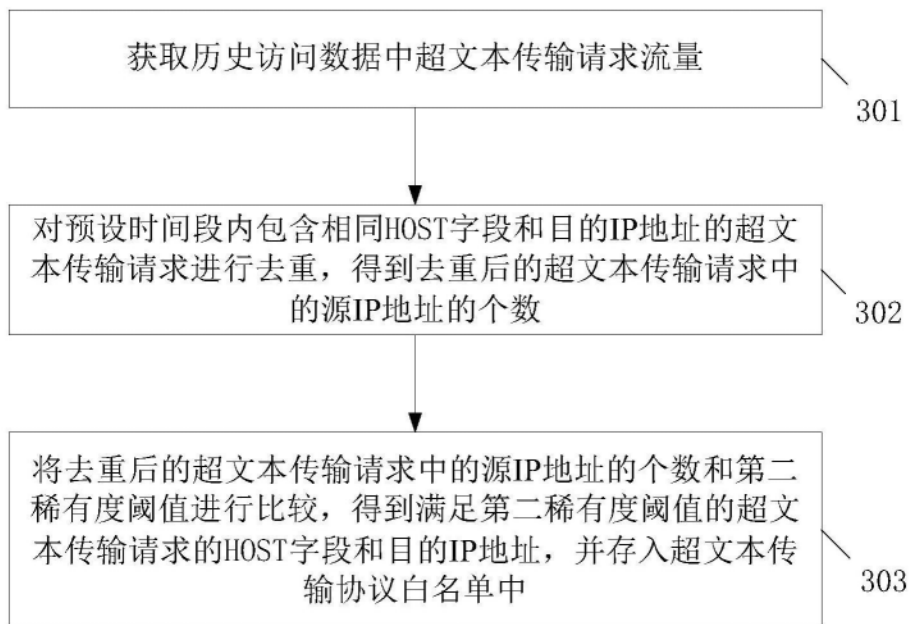 获取历史访问数据中超文本传输请求流量
301
对预设时间段内包含相同HOST字段和目的IP地址的超文
本传输请求进行去重，得到去重后的超文本传输请求中
的源IP地址的个数
302
将去重后的超文本传输请求中的源IP地址的个数和第二
稀有度阈值进行比较，得到满足第二稀有度阈值的超文
本传输请求的HOST字段和目的IP地址，并存入超文本传
输协议白名单中
303